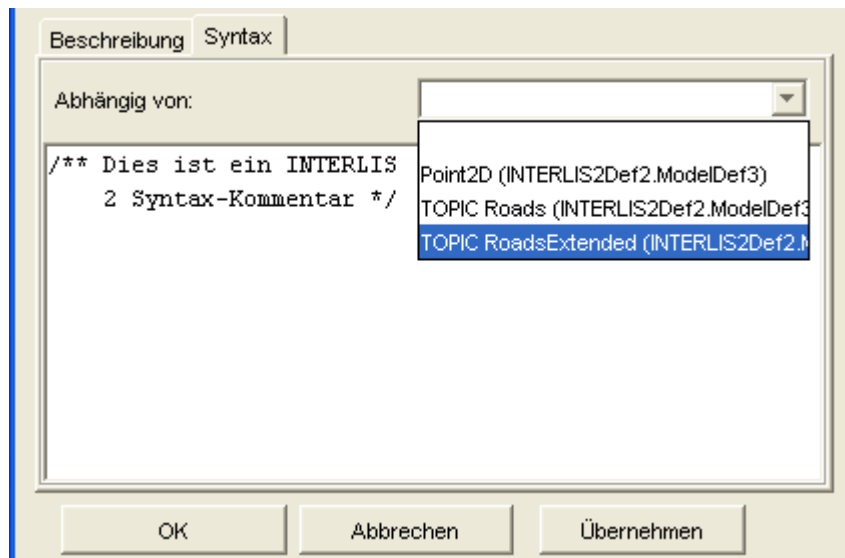 Beschreibung Syntax
Abhängig von:
/** Dies ist ein INTERLIS
2 Syntax-Kommentar */
Point2D (INTERLIS2Def2.ModelDef3)
TOPIC Roads (INTERLIS2Def2.ModelDef3
TOPIC RoadsExtended (INTERLIS2Def2.M
OK Abbrechen Übernehmen